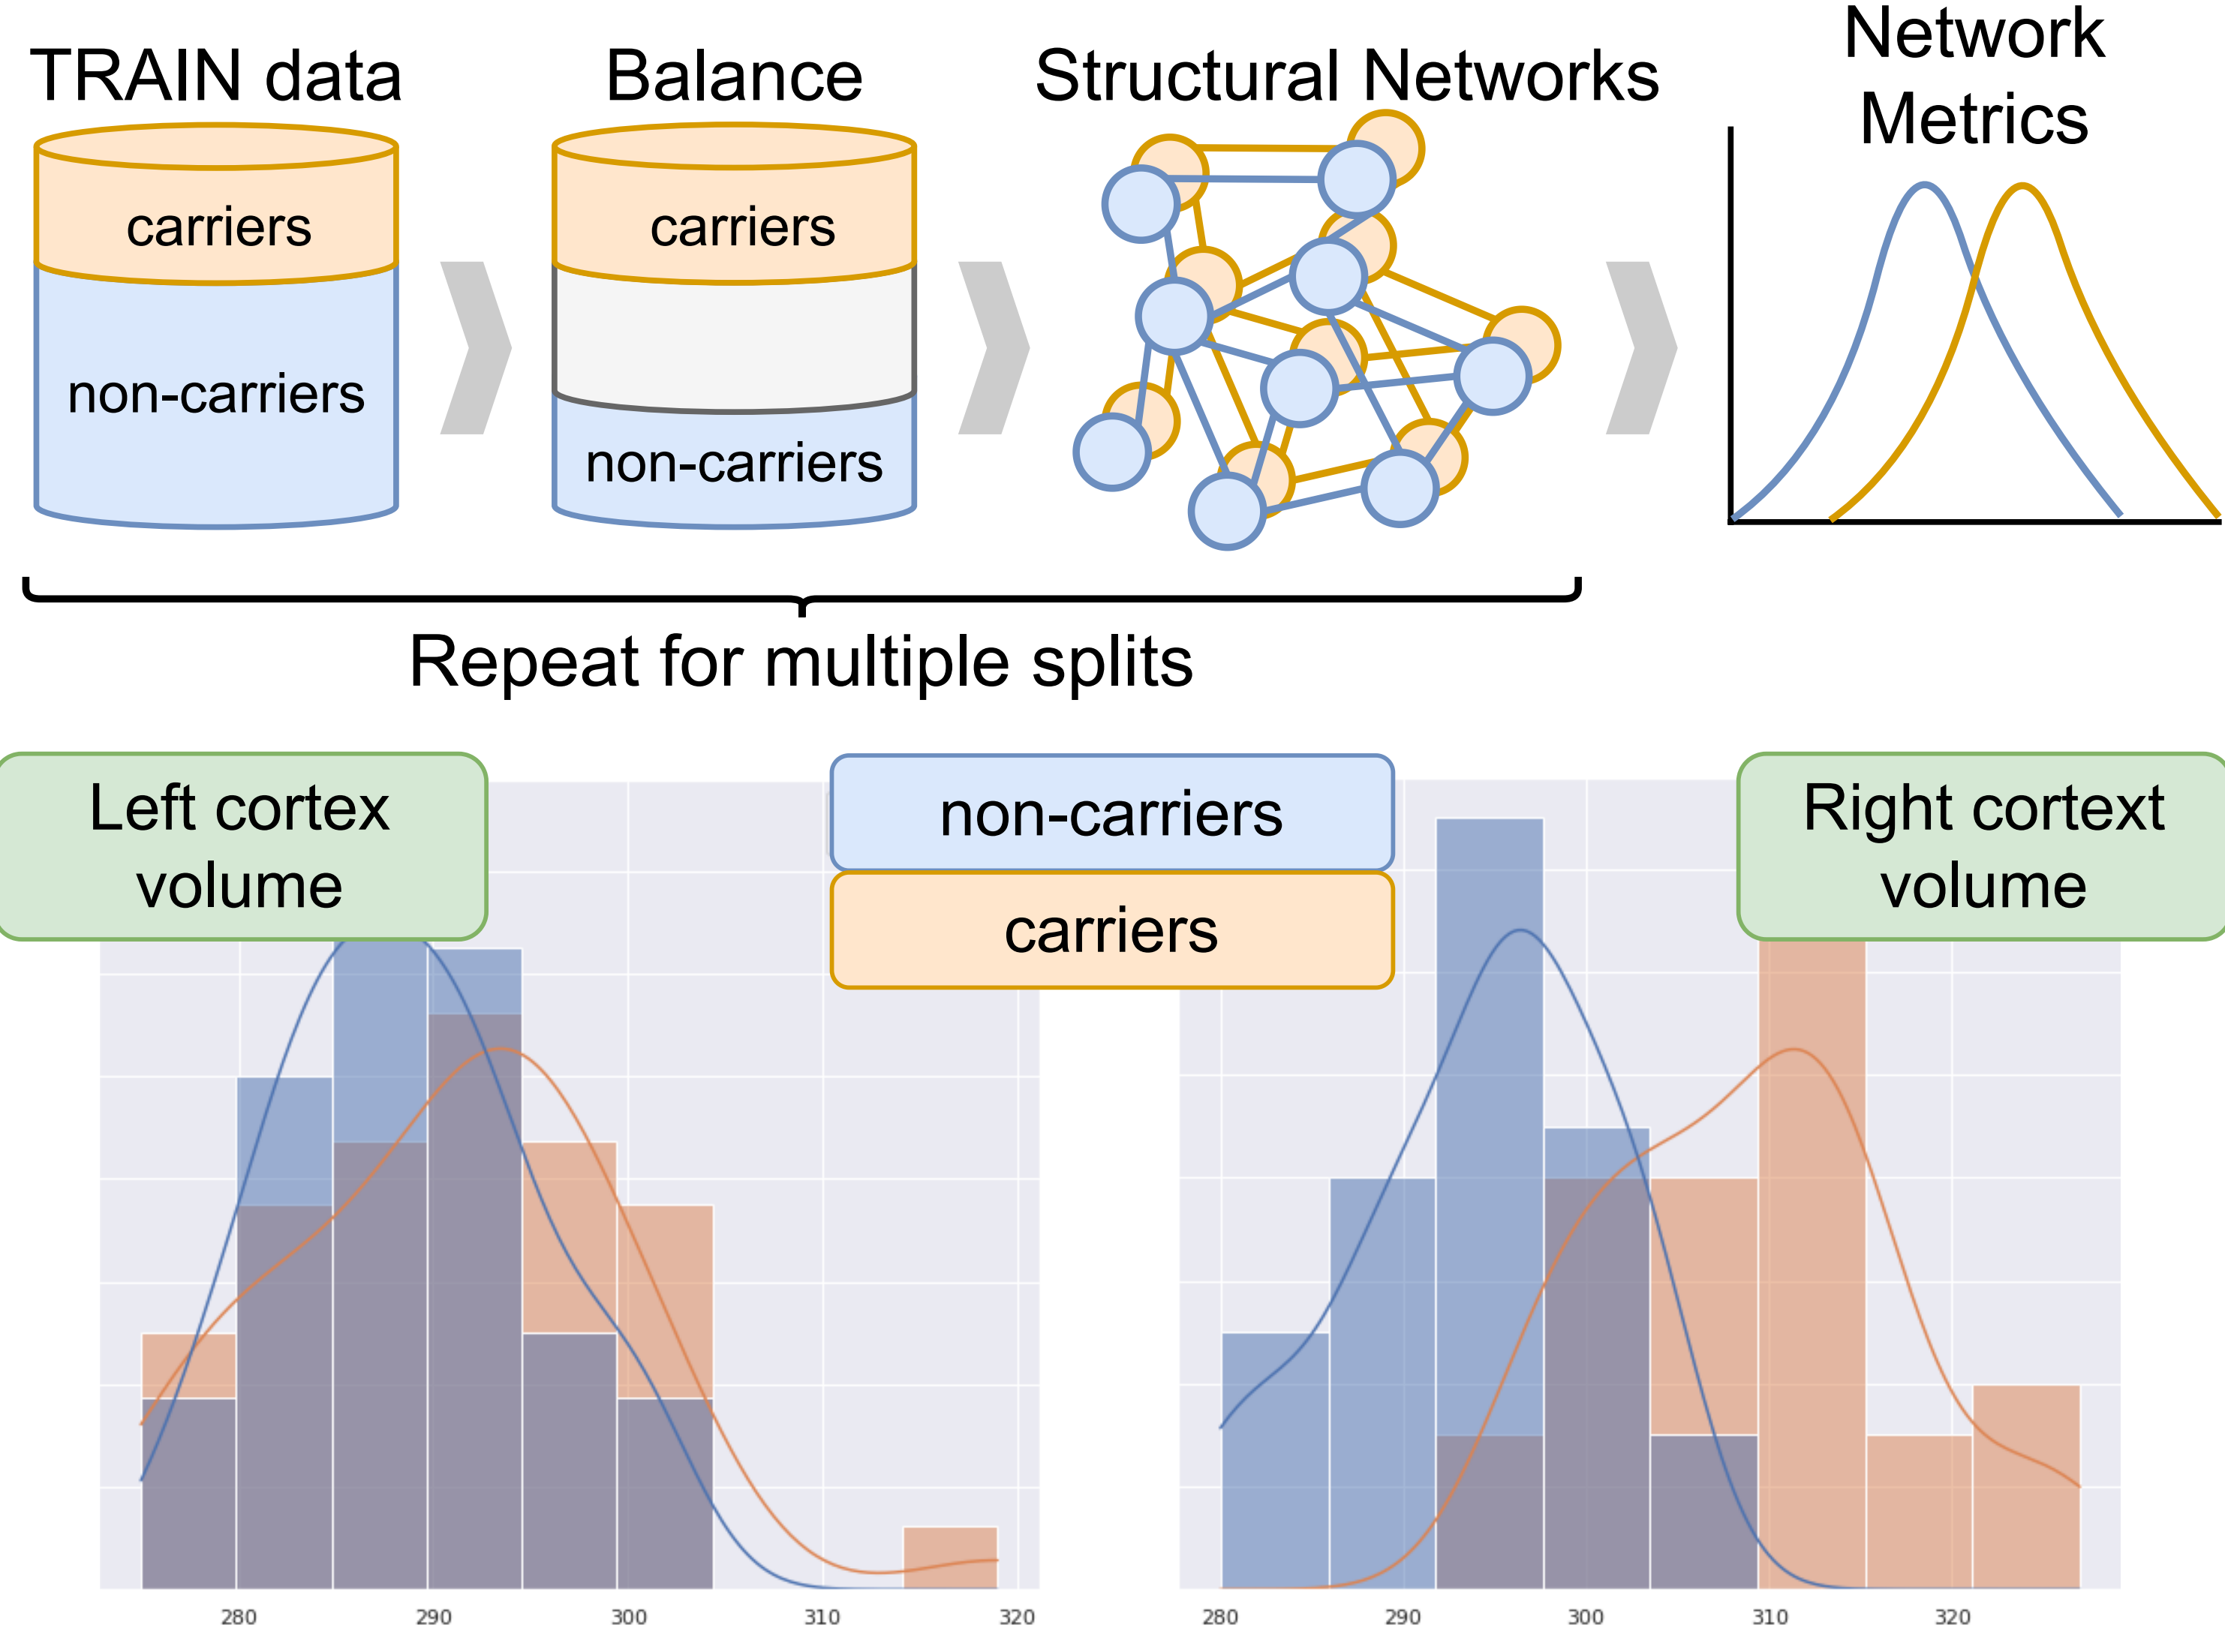 TRAIN data
Balance
Structural Networks
Network
Metrics
carriers
non-carriers
carriers
non-carriers
Repeat for multiple splits
Left cortex
volume
non-carriers
carriers
Right cortext
volume
280 290 300 310 320
280 290 300 310 320